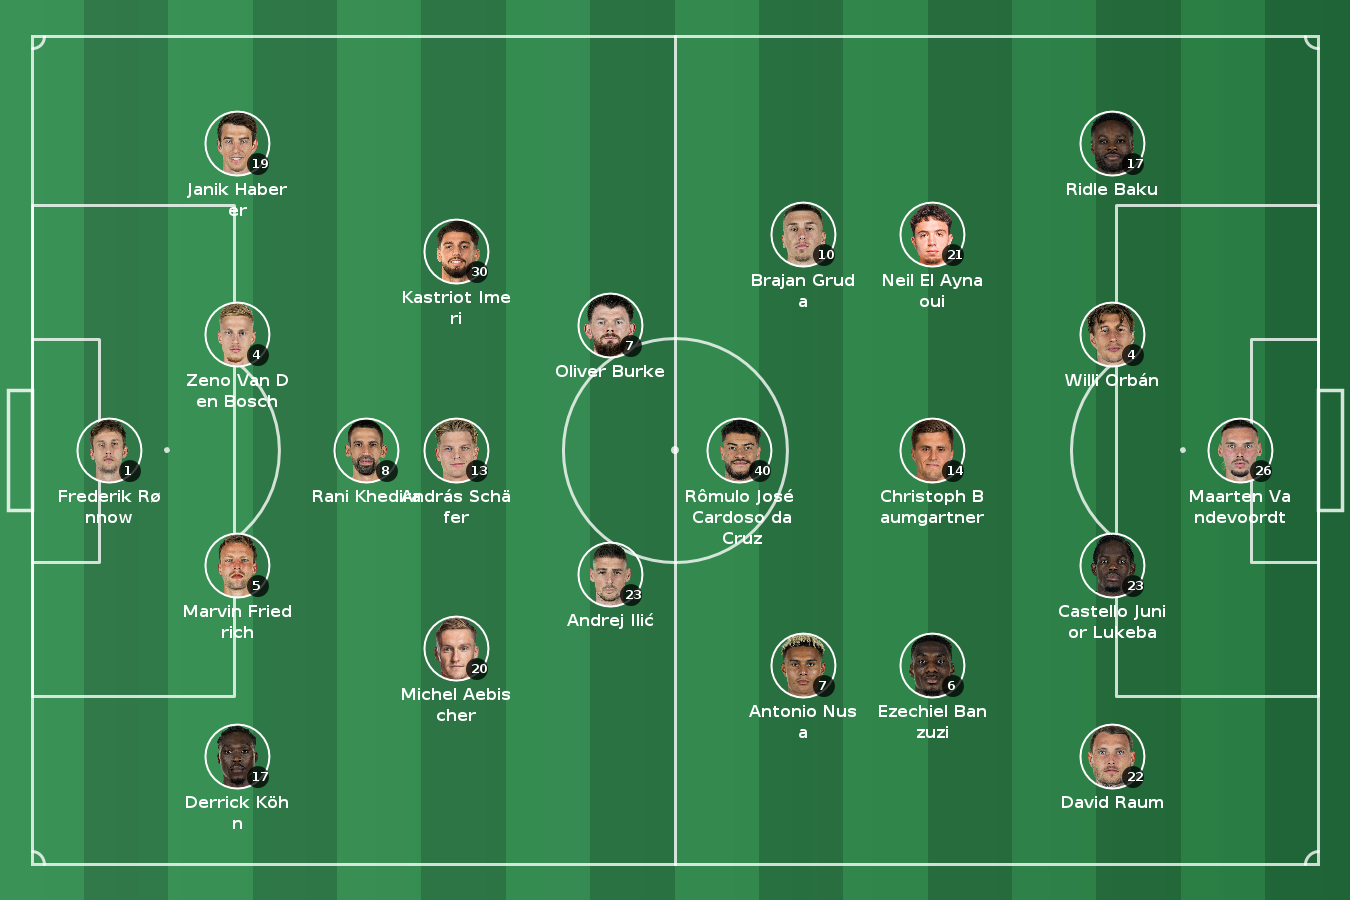 19
Janik Haber
er
17
Ridle Baku
30
Kastriot Ime
ri
10
Brajan Grud
a
21
Neil El Ayna
oui
4
Zeno Van D
en Bosch
7
Oliver Burke
4
Willi Orbán
1
Frederik Rø
nnow
8
Rani Khedira
13
András Schä
fer
40
Rômulo José
Cardoso da
Cruz
14
Christoph B
aumgartner
26
Maarten Va
ndevoordt
5
Marvin Fried
rich
23
Andrej Ilić
23
Castello Juni
or Lukeba
20
Michel Aebis
cher
7
Antonio Nus
a
6
Ezechiel Ban
zuzi
17
Derrick Köh
n
22
David Raum